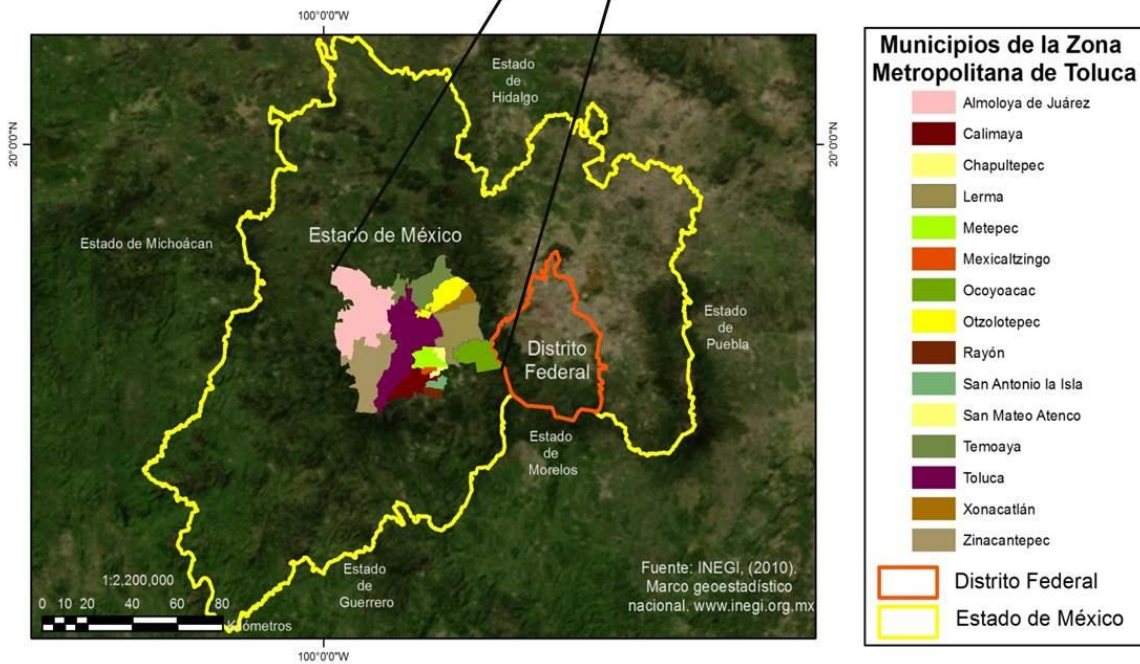 100°0'0"W
20°0'0"N
20°0'0"N
Estado
de
Hidalgo
Estado de Michoácan
Estado de México
Estado
de
Puebla
Distrito
Federal
Estado
de
Morelos
Estado
de
Guerrero
1:2,200,000
0 10 20 40 60 80
Kilómetros
Fuente: INEGI, (2010).
Marco geoestadístico
nacional. www.inegi.org.mx
100°0'0"W
Municipios de la Zona
Metropolitana de Toluca
Almoloya de Juárez
Calimaya
Chapultepec
Lerma
Metepec
Mexicaltzingo
Ocoyoacac
Otzolotepec
Rayón
San Antonio la Isla
San Mateo Atenco
Temoaya
Toluca
Xonacatlán
Zinacantepec
Distrito Federal
Estado de México